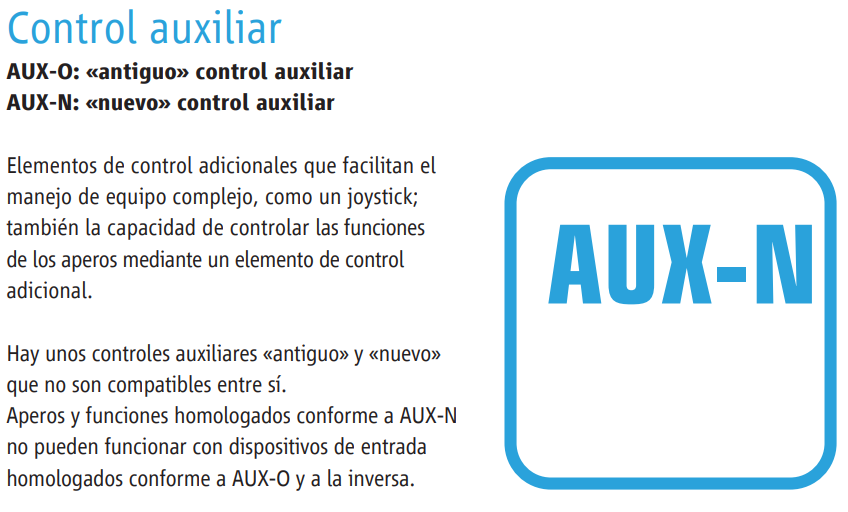 Control auxiliar
AUX-O: «antiguo» control auxiliar
AUX-N: «nuevo» control auxiliar
Elementos de control adicionales que facilitan el
manejo de equipo complejo, como un joystick;
también la capacidad de controlar las funciones
de los aperos mediante un elemento de control
adicional.
Hay unos controles auxiliares «antiguo» y «nuevo»
que no son compatibles entre sí.
Aperos y funciones homologados conforme a AUX-N
no pueden funcionar con dispositivos de entrada
homologados conforme a AUX-O y a la inversa.
AUX-N